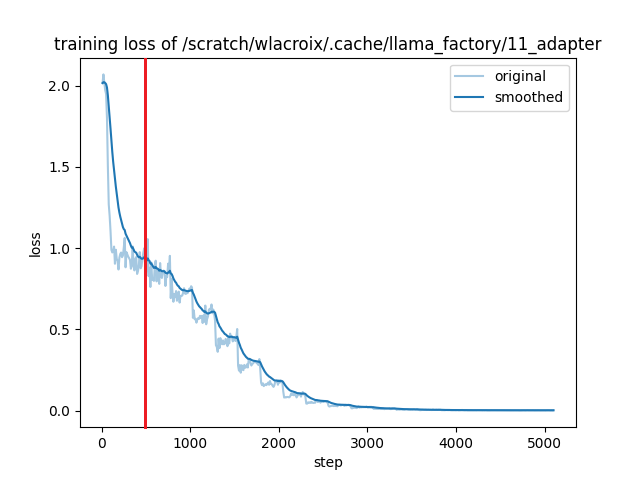 training loss of /scratch/wlacroix/.cache/llama_factory/11_adapter
original
smoothed
2.0
1.5
1.0
0.5
0.0
loss
0 1000 2000 3000 4000 5000
step